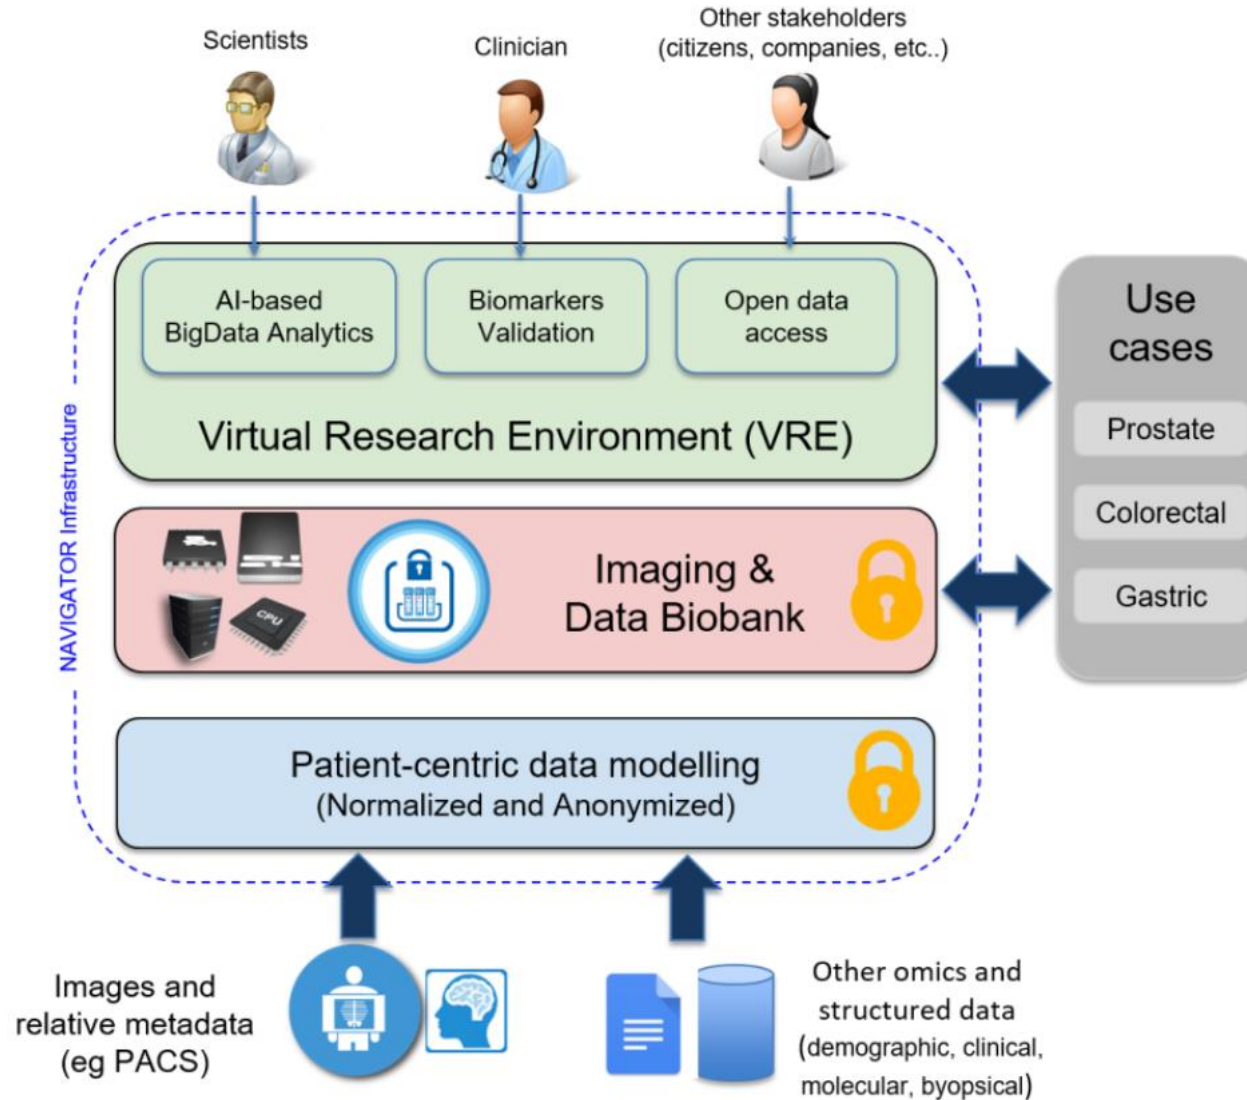 Scientists
Clinician
Other stakeholders
(citizens, companies, etc..)
AI-based
BigData Analytics
Biomarkers
Validation
Open data
access
Virtual Research Environment (VRE)
Use
cases
Prostate
Colorectal
Gastric
NAVIGATOR Infrastructure
CPU
Imaging &
Data Biobank
Patient-centric data modelling
(Normalized and Anonymized)
Images and
relative metadata
(eg PACS)
Other omics and
structured data
(demographic, clinical,
molecular, byopsical)